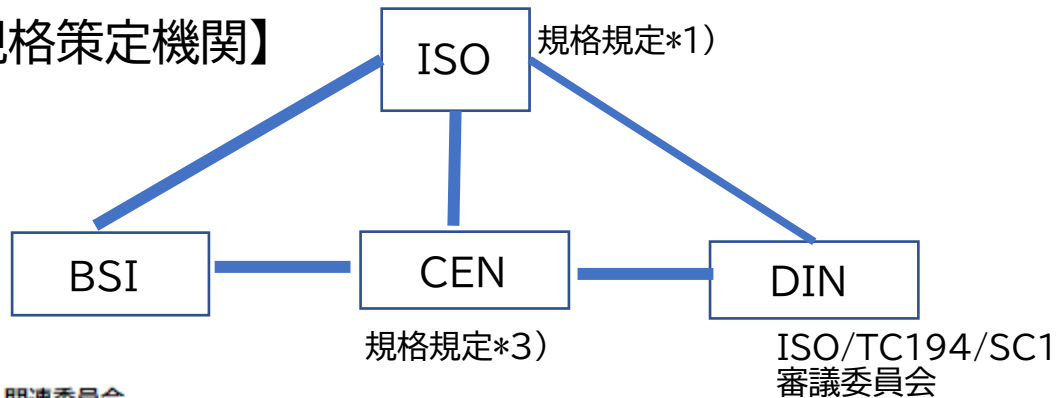 格策定機関】
ISO
規格規定*1)
BSI
CEN
DIN
規格規定*3)
ISO/TC194/SC1
審議委員会